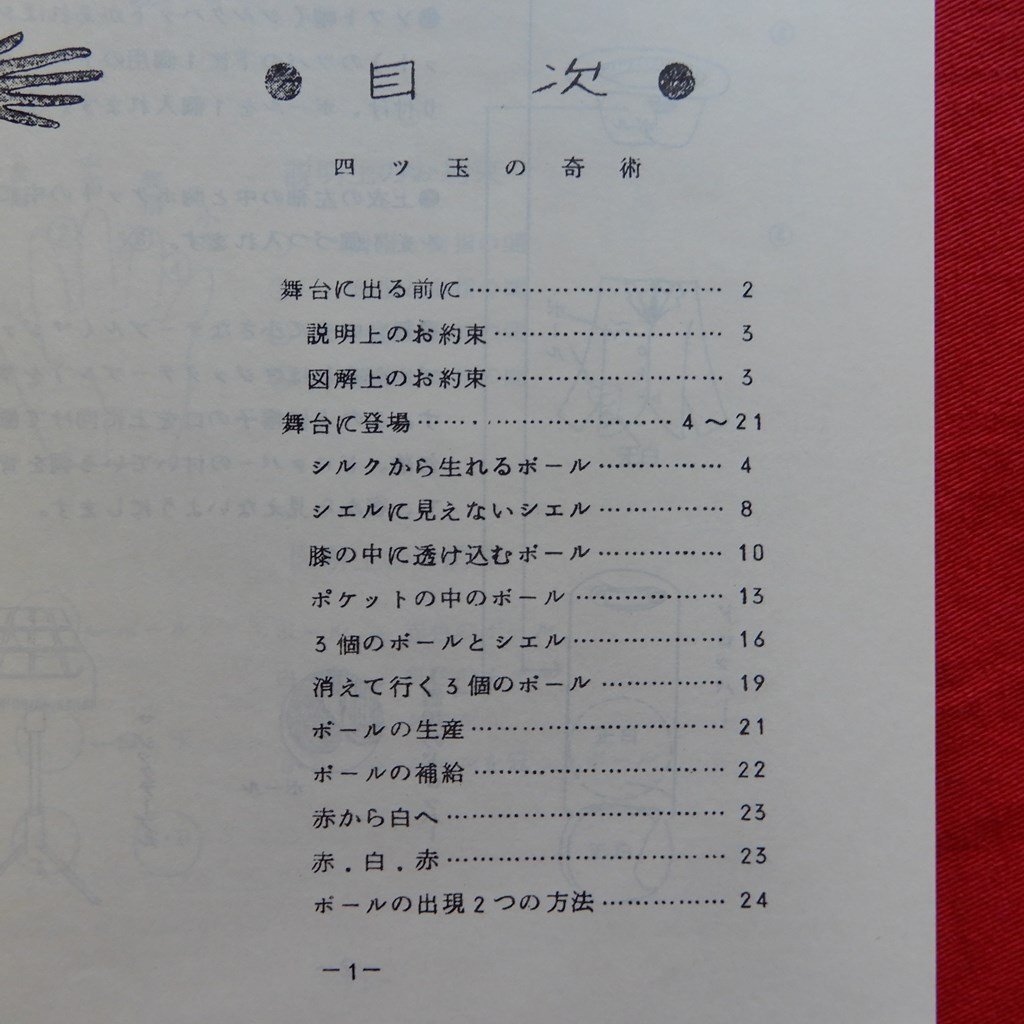 目 次
四ッ玉の奇術
舞台に出る前に…………………………… 2
説明上のお約束……………………… 3
図解上のお約束……………………… 3
舞台に登場…………………………4～21
シルクから生れるボール…………… 4
シエルに見えないシエル…………… 8
膝の中に透け込むボール…………… 10
ポケットの中のボール……………… 13
3個のボールとシエル……………… 16
消えて行く3個のボール…………… 19
ボールの生産………………………… 21
ボールの補給………………………… 22
赤から白へ…………………………… 23
赤．白．赤…………………………… 23
ボールの出現2つの方法…………… 24
－1－